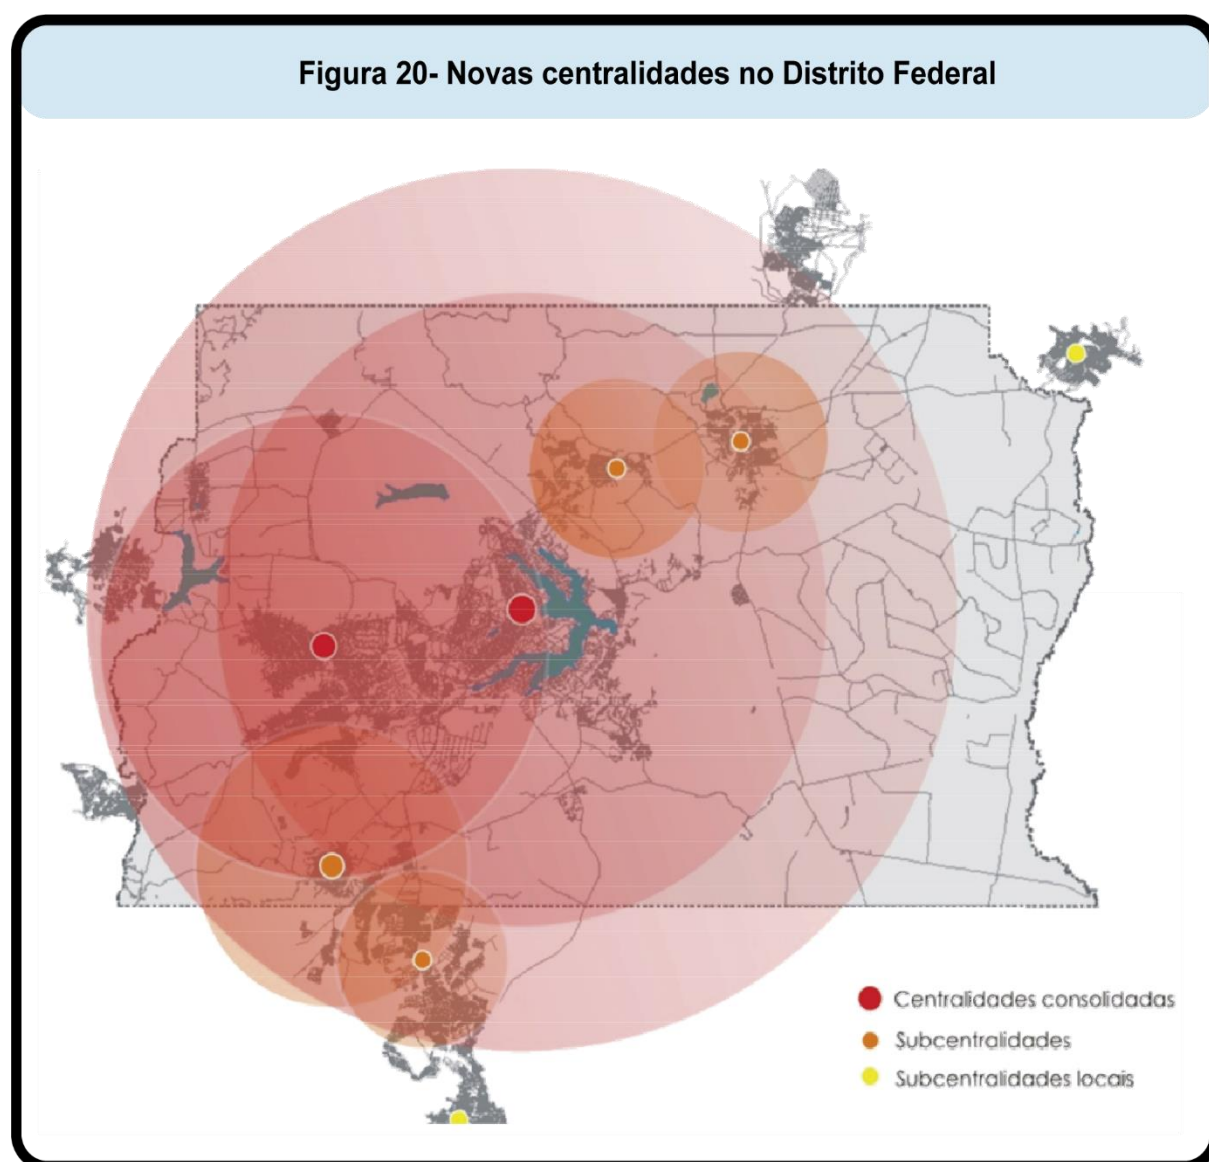 Figura 20- Novas centralidades no Distrito Federal
Centralidades consolidadas
Subcentralidades
Subcentralidades locais